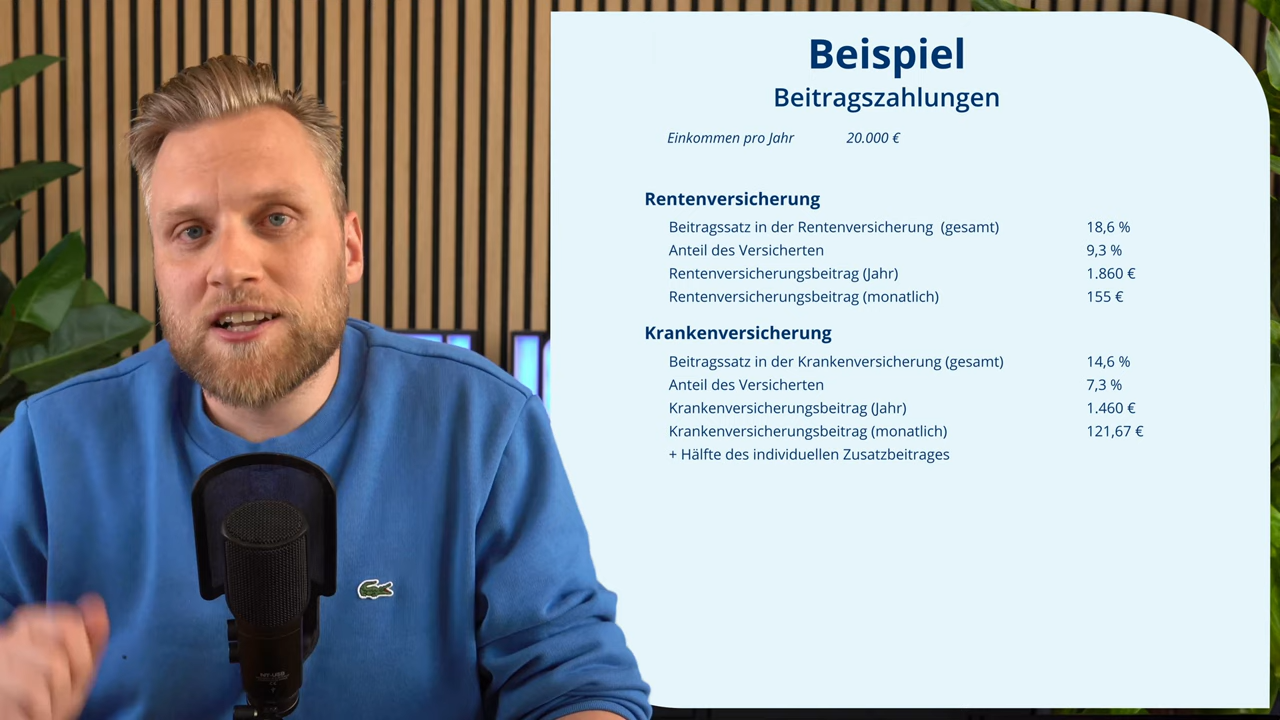 Beispiel
Beitragszahlungen
Einkommen pro Jahr 20.000 €
Rentenversicherung
Beitragssatz in der Rentenversicherung (gesamt) 18,6 %
Anteil des Versicherten 9,3 %
Rentenversicherungsbeitrag (Jahr) 1.860 €
Rentenversicherungsbeitrag (monatlich) 155 €
Krankenversicherung
Beitragssatz in der Krankenversicherung (gesamt) 14,6 %
Anteil des Versicherten 7,3 %
Krankenversicherungsbeitrag (Jahr) 1.460 €
Krankenversicherungsbeitrag (monatlich) 121,67 €
+ Hälfte des individuellen Zusatzbeitrages